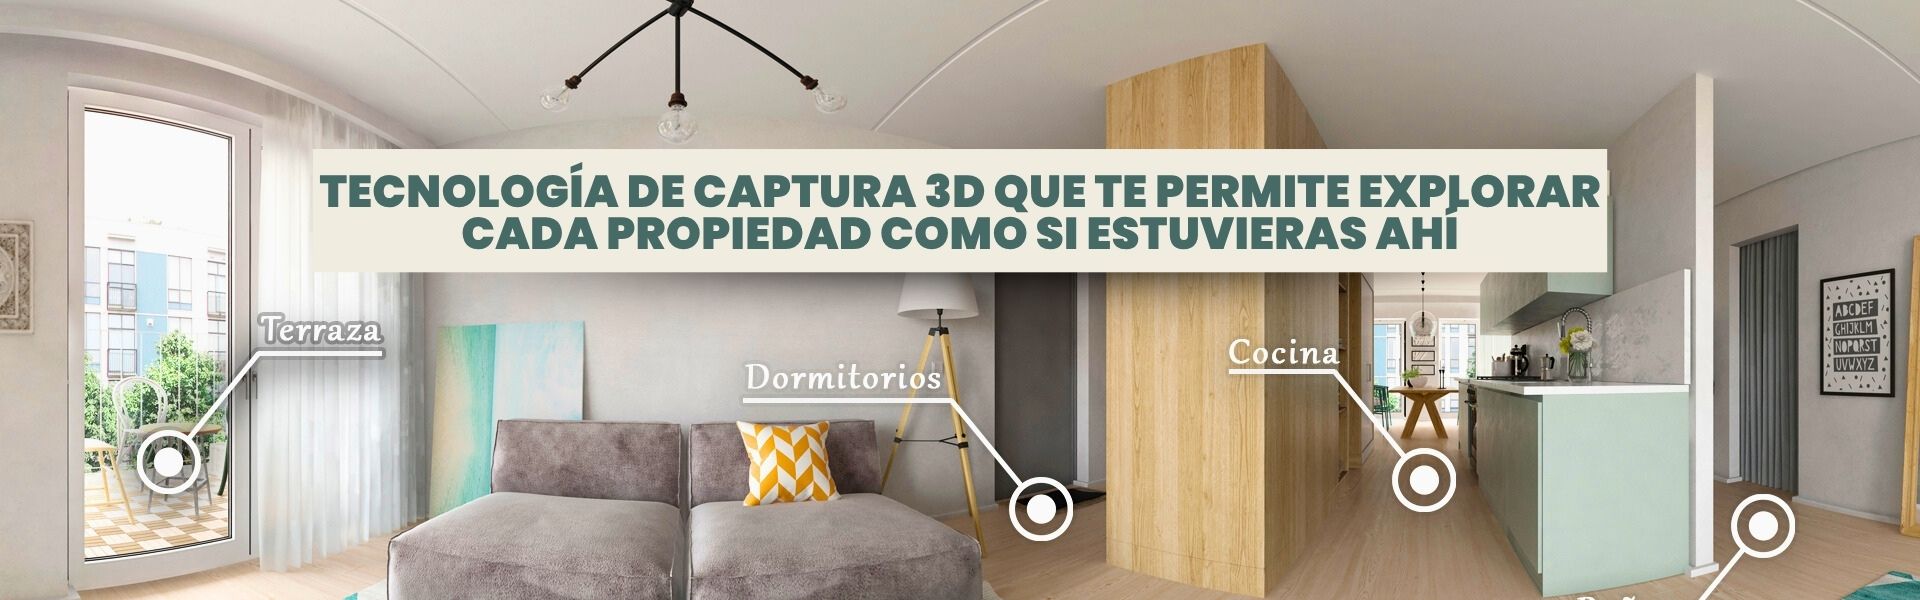 TECNOLOGÍA DE CAPTURA 3D QUE TE PERMITE EXPLORAR
CADA PROPIEDAD COMO SI ESTUVIERAS AHÍ
Terraza
Dormitorios
Cocina
ABCDEF
GHIJKLM
NOPQRST
UVWXYZ